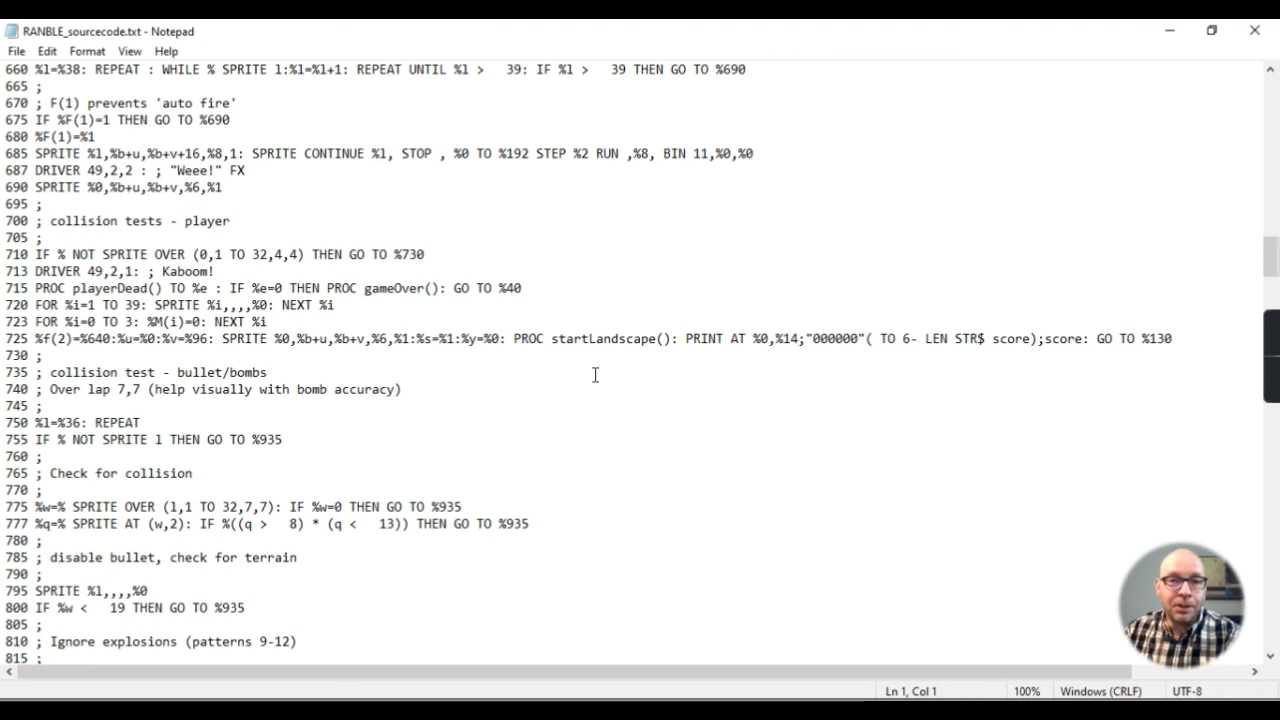 RANBLE_sourcecode.txt - Notepad
File Edit Format View Help
660 %l=%38: REPEAT : WHILE % SPRITE l:%l=%l+1: REPEAT UNTIL %l >   39: IF %l >   39 THEN GO TO %690
665 ;
670 ; F(1) prevents 'auto fire'
675 IF %F(1)=1 THEN GO TO %690
680 %F(1)=%1
685 SPRITE %l,%b+u,%b+v+16,%8,1: SPRITE CONTINUE %l, STOP , %0 TO %192 STEP %2 RUN ,%8, BIN 11,%0,%0
687 DRIVER 49,2,2 : ; "Weee!" FX
690 SPRITE %0,%b+u,%b+v,%6,%1
695 ;
700 ; collision tests - player
705 ;
710 IF % NOT SPRITE OVER (0,1 TO 32,4,4) THEN GO TO %730
713 DRIVER 49,2,1: ; Kaboom!
715 PROC playerDead() TO %e : IF %e=0 THEN PROC gameOver(): GO TO %40
720 FOR %i=1 TO 39: SPRITE %i,,,,%0: NEXT %i
723 FOR %i=0 TO 3: %M(i)=%0: NEXT %i
725 %f(2)=%640:%u=%0:%v=%96: SPRITE %0,%b+u,%b+v,%6,%1:%s=%1:%y=%0: PROC startLandscape(): PRINT AT %0,%14;"000000"( TO 6- LEN STR$ score);score: GO TO %130
730 ;
735 ; collision test - bullet/bombs
740 ; Over lap 7,7 (help visually with bomb accuracy)
745 ;
750 %l=%36: REPEAT
755 IF % NOT SPRITE l THEN GO TO %935
760 ;
765 ; Check for collision
770 ;
775 %w=% SPRITE OVER (l,1 TO 32,7,7): IF %w=0 THEN GO TO %935
777 %q=% SPRITE AT (w,2): IF %((q >   8) * (q <   13)) THEN GO TO %935
780 ;
785 ; disable bullet, check for terrain
790 ;
795 SPRITE %l,,,,%0
800 IF %w <   19 THEN GO TO %935
805 ;
810 ; Ignore explosions (patterns 9-12)
815 ;
Ln 1, Col 1 100% Windows (CRLF) UTF-8